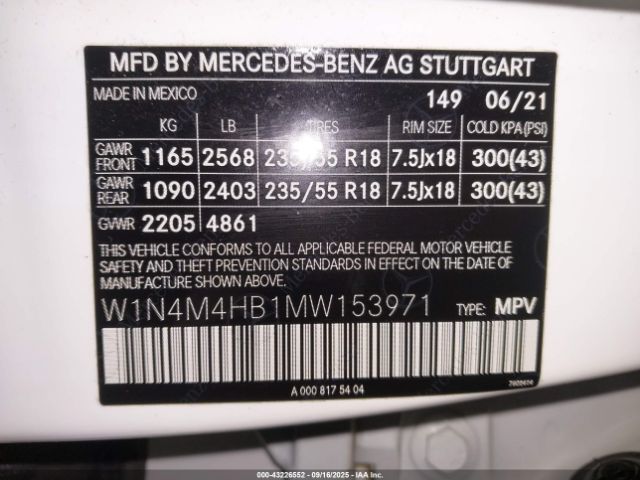 MFD BY MERCEDES-BENZ AG STUTTGART
MADE IN MEXICO 149 06/21
KG LB TIRES RIM SIZE COLD KPA(PSI)
GAWR FRONT 1165 2568 235/55 R18 7.5Jx18 300(43)
GAWR REAR 1090 2403 235/55 R18 7.5Jx18 300(43)
GVWR 2205 4861
THIS VEHICLE CONFORMS TO ALL APPLICABLE FEDERAL MOTOR VEHICLE
SAFETY AND THEFT PREVENTION STANDARDS IN EFFECT ON THE DATE OF
MANUFACTURE SHOWN ABOVE.
W1N4M4HB1MW153971 TYPE: MPV
A 000 817 54 04
000-43226552 - 09/16/2025 - © IAA Inc.